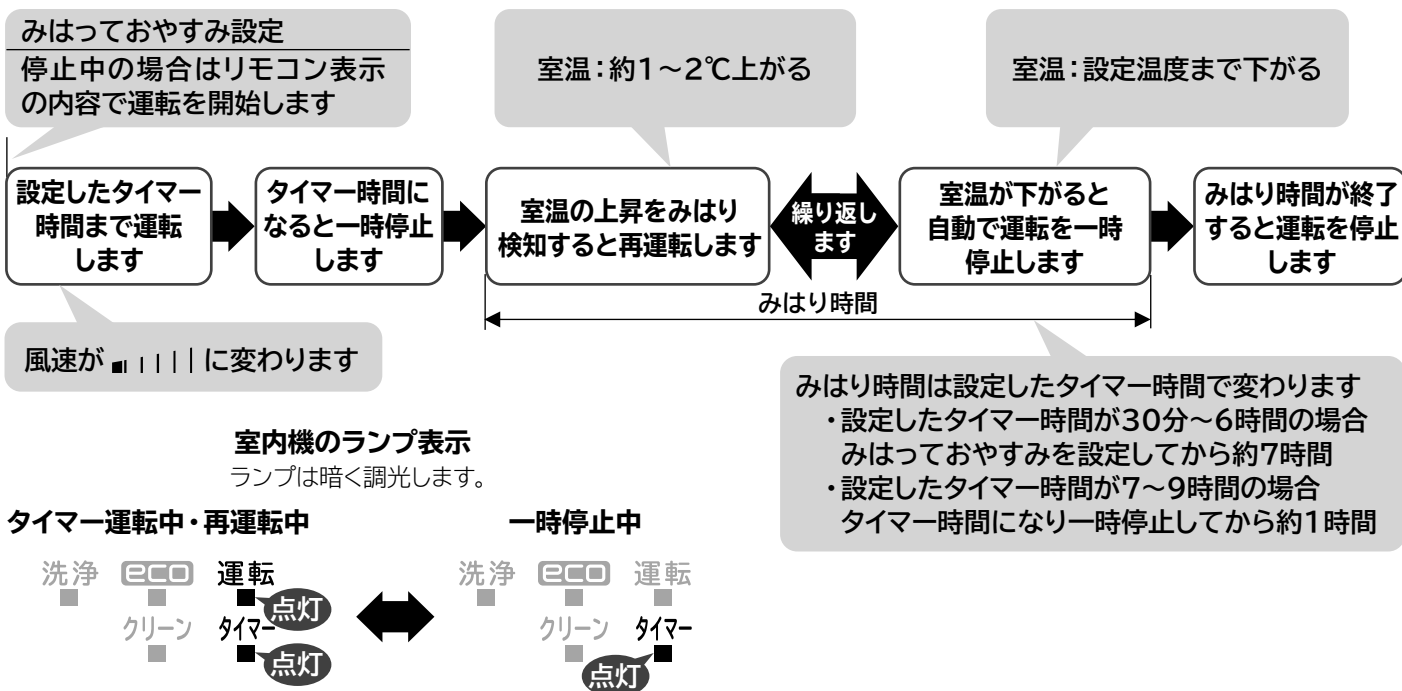 みはっておやすみ設定
停止中の場合はリモコン表示
の内容で運転を開始します
室温：約1～2℃上がる
室温：設定温度まで下がる
設定したタイマー
時間まで運転
します
タイマー時間に
なると一時停止
します
室温の上昇をみはり
検知すると再運転します
繰り返し
ます
室温が下がると
自動で運転を一時
停止します
みはり時間が終了
すると運転を停止
します
みはり時間
風速が に変わります
みはり時間は設定したタイマー時間で変わります
・設定したタイマー時間が30分～6時間の場合
みはっておやすみを設定してから約7時間
・設定したタイマー時間が7～9時間の場合
タイマー時間になり一時停止してから約1時間
室内機のランプ表示
ランプは暗く調光します。
タイマー運転中・再運転中
洗浄 eco 運転
点灯
クリーン タイマー
点灯
一時停止中
洗浄 eco 運転
クリーン タイマー
点灯